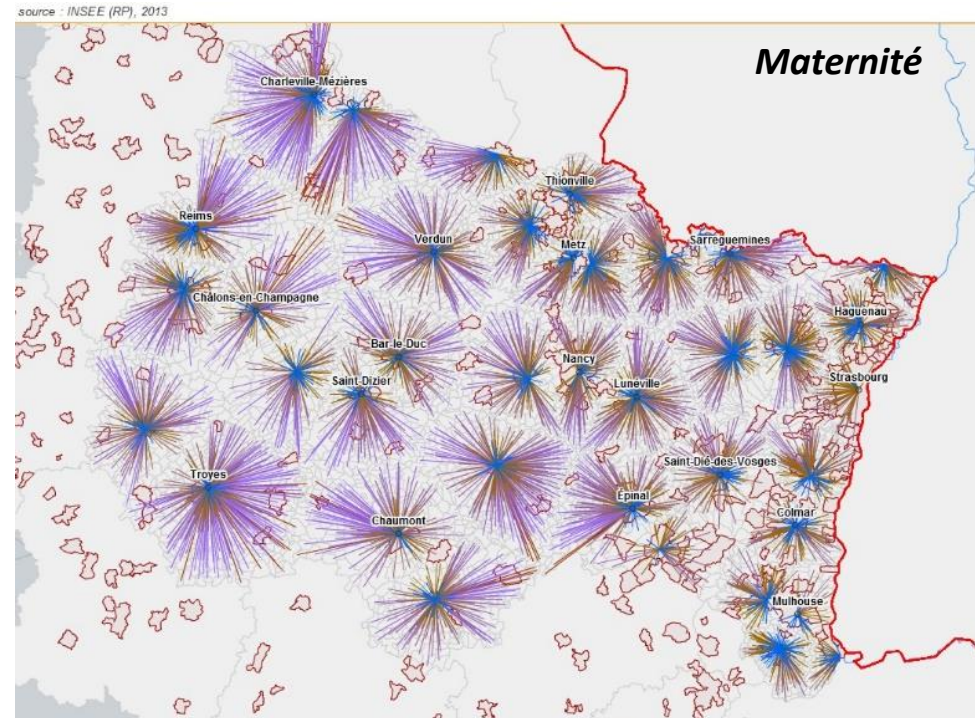 source : INSEE (RP), 2013
Maternité
Charleville-Mézières
Thionville
Reims
Verdun
Metz
Sarreguemines
Châlons-en-Champagne
Haguenau
Bar-le-Duc
Nancy
Saint-Dizier
Lunéville
Strasbourg
Troyes
Saint-Dié-des-Vosges
Épinal
Chaumont
Colmar
Mulhouse